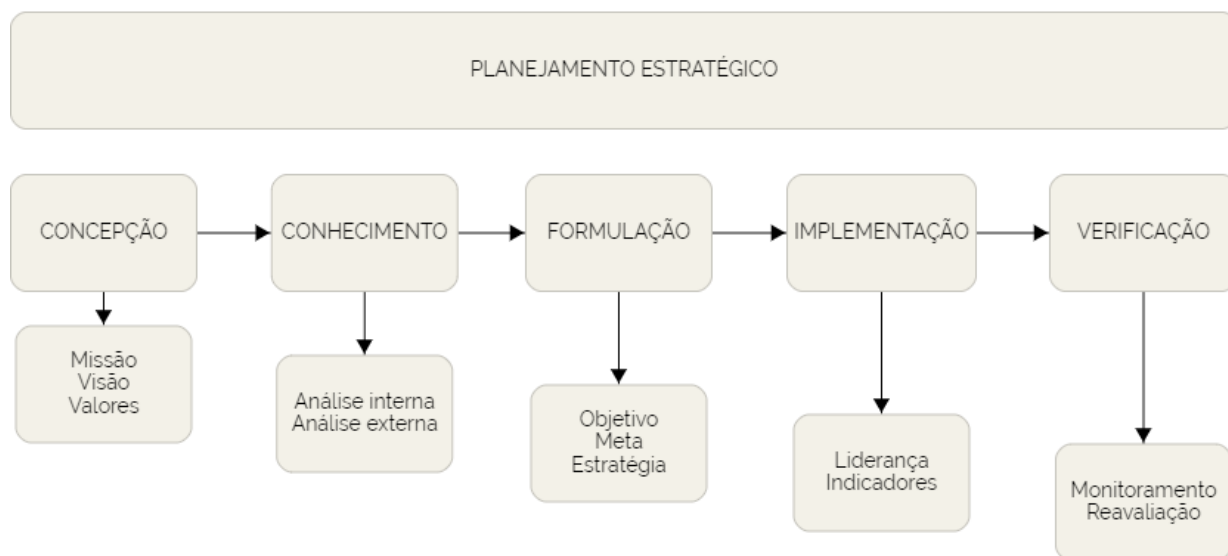 PLANEJAMENTO ESTRATÉGICO
CONCEPÇÃO
CONHECIMENTO
FORMULAÇÃO
IMPLEMENTAÇÃO
VERIFICAÇÃO
Missão
Visão
Valores
Análise interna
Análise externa
Objetivo
Meta
Estratégia
Liderança
Indicadores
Monitoramento
Reavaliação